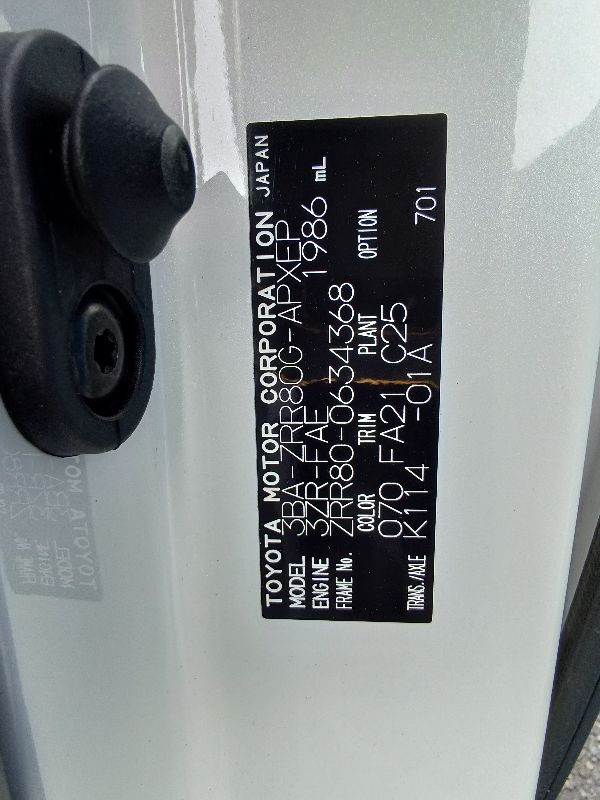 TOYOTA MOTOR CORPORATION JAPAN
MODEL 3BA-ZRR80G-APXEP
ENGINE 3ZR-FAE 1986 mL
FRAME No. ZRR80-0634368
COLOR TRIM PLANT OPTION
070 FA21 C25
TRANS./AXLE K114 -01A 701